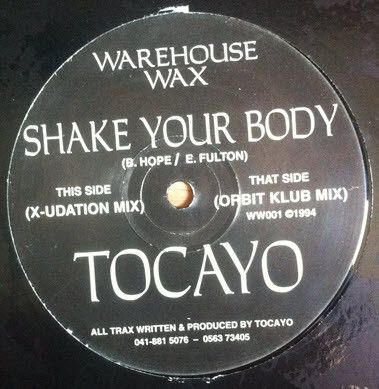 WAREHOUSE
WAX
SHAKE YOUR BODY
(B. HOPE / E. FULTON)
THIS SIDE
(X-UDATION MIX)
THAT SIDE
(ORBIT KLUB MIX)
WW001 ©1994
TOCAYO
ALL TRAX WRITTEN & PRODUCED BY TOCAYO
041-881 5076 – 0563 73405